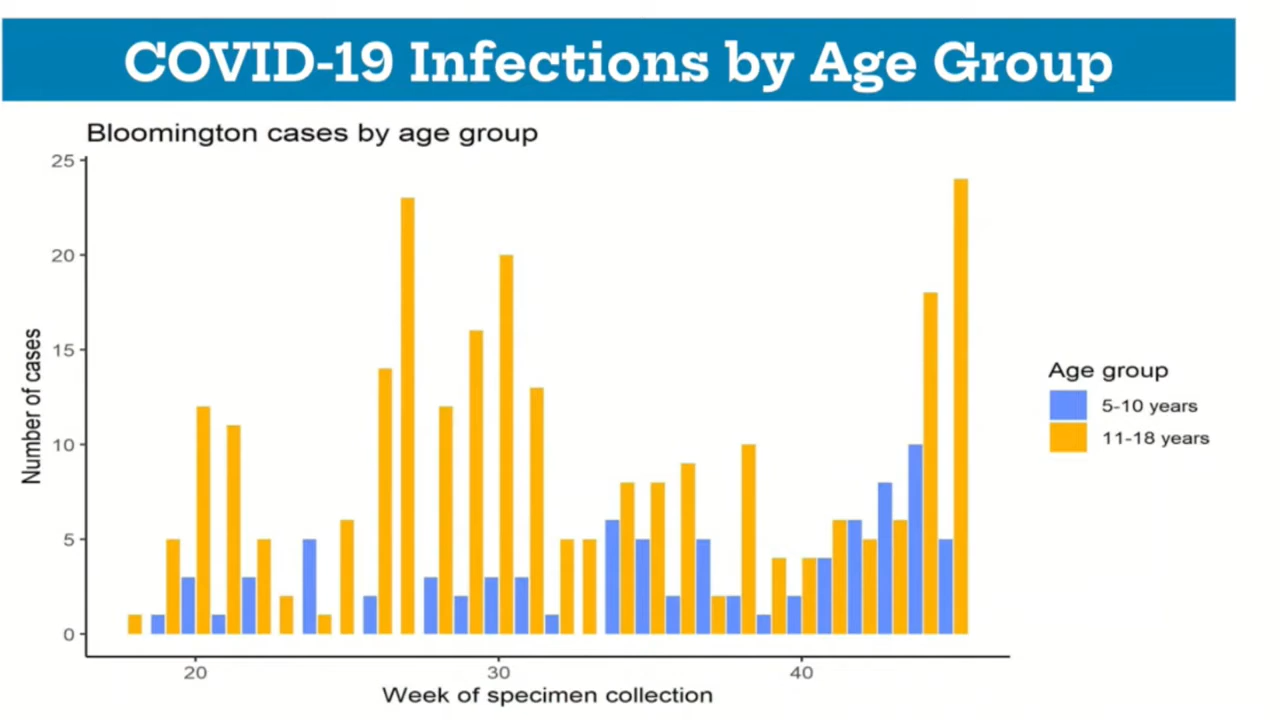 COVID-19 Infections by Age Group
Bloomington cases by age group
25
20
15
10
5
0
Number of cases
20 30 40
Week of specimen collection
Age group
5-10 years
11-18 years